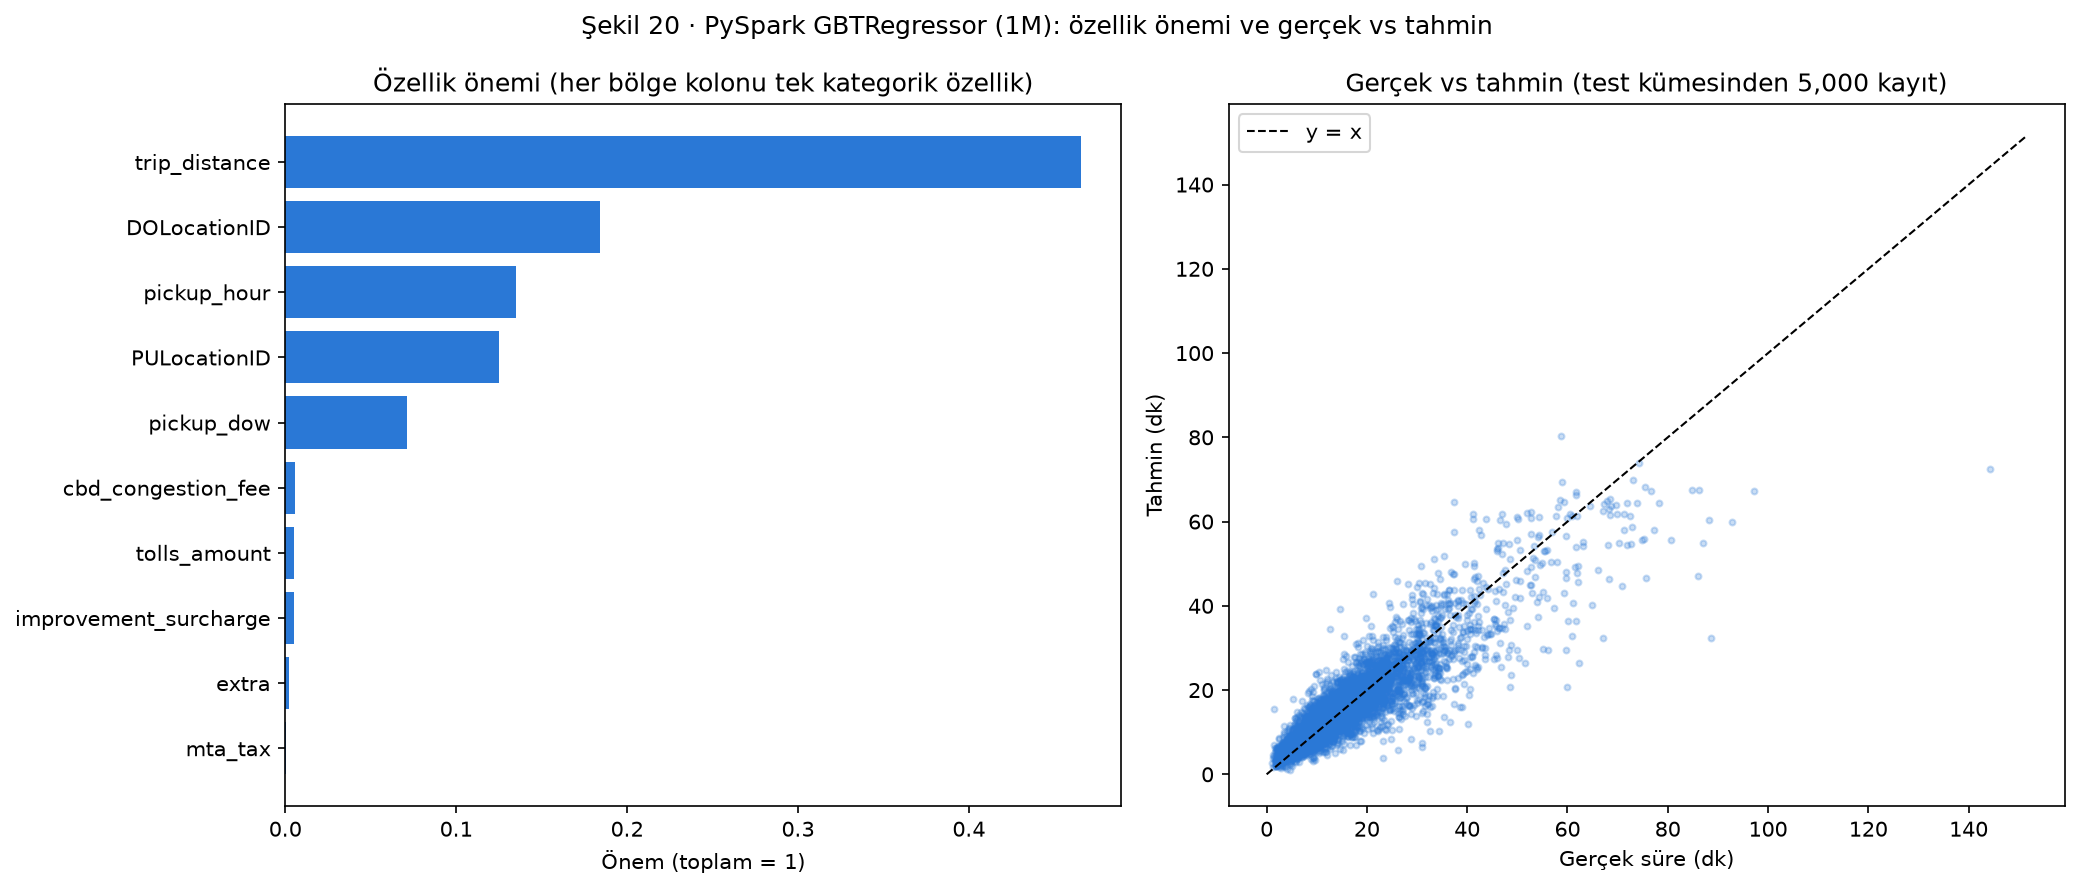 Şekil 20 · PySpark GBTRegressor (1M): özellik önemi ve gerçek vs tahmin
Özellik önemi (her bölge kolonu tek kategorik özellik)
trip_distance
DOLocationID
pickup_hour
PULocationID
pickup_dow
cbd_congestion_fee
tolls_amount
improvement_surcharge
extra
mta_tax
0.0 0.1 0.2 0.3 0.4
Önem (toplam = 1)
Gerçek vs tahmin (test kümesinden 5,000 kayıt)
y = x
Tahmin (dk)
140
120
100
80
60
40
20
0
0 20 40 60 80 100 120 140
Gerçek süre (dk)